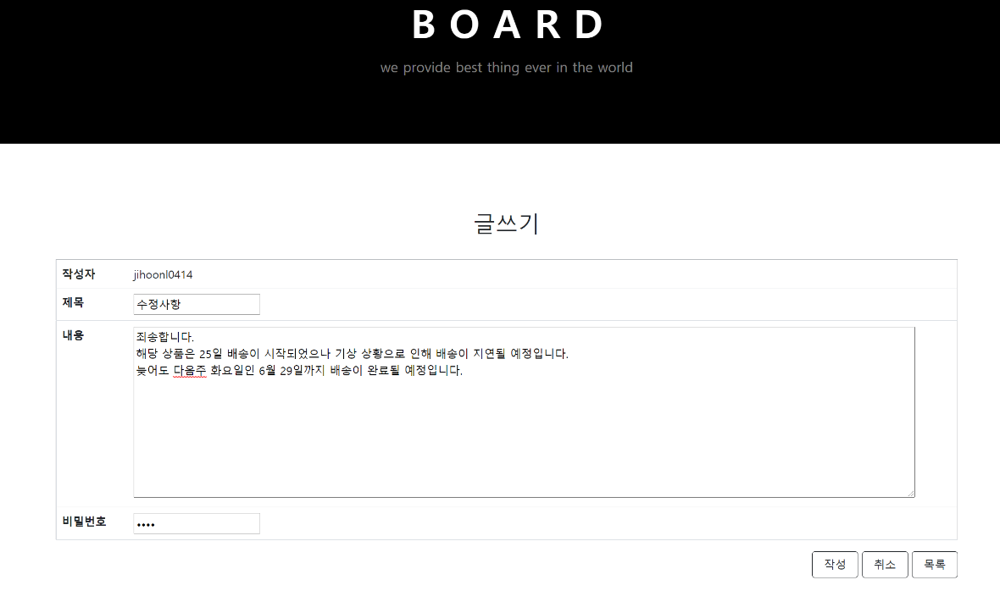 BOARD
we provide best thing ever in the world
글쓰기
작성자 jihoonl0414
제목 수정사항
내용 죄송합니다.
해당 상품은 25일 배송이 시작되었으나 기상 상황으로 인해 배송이 지연될 예정입니다.
늦어도 다음주 화요일인 6월 29일까지 배송이 완료될 예정입니다.
비밀번호 ••••
작성 취소 목록